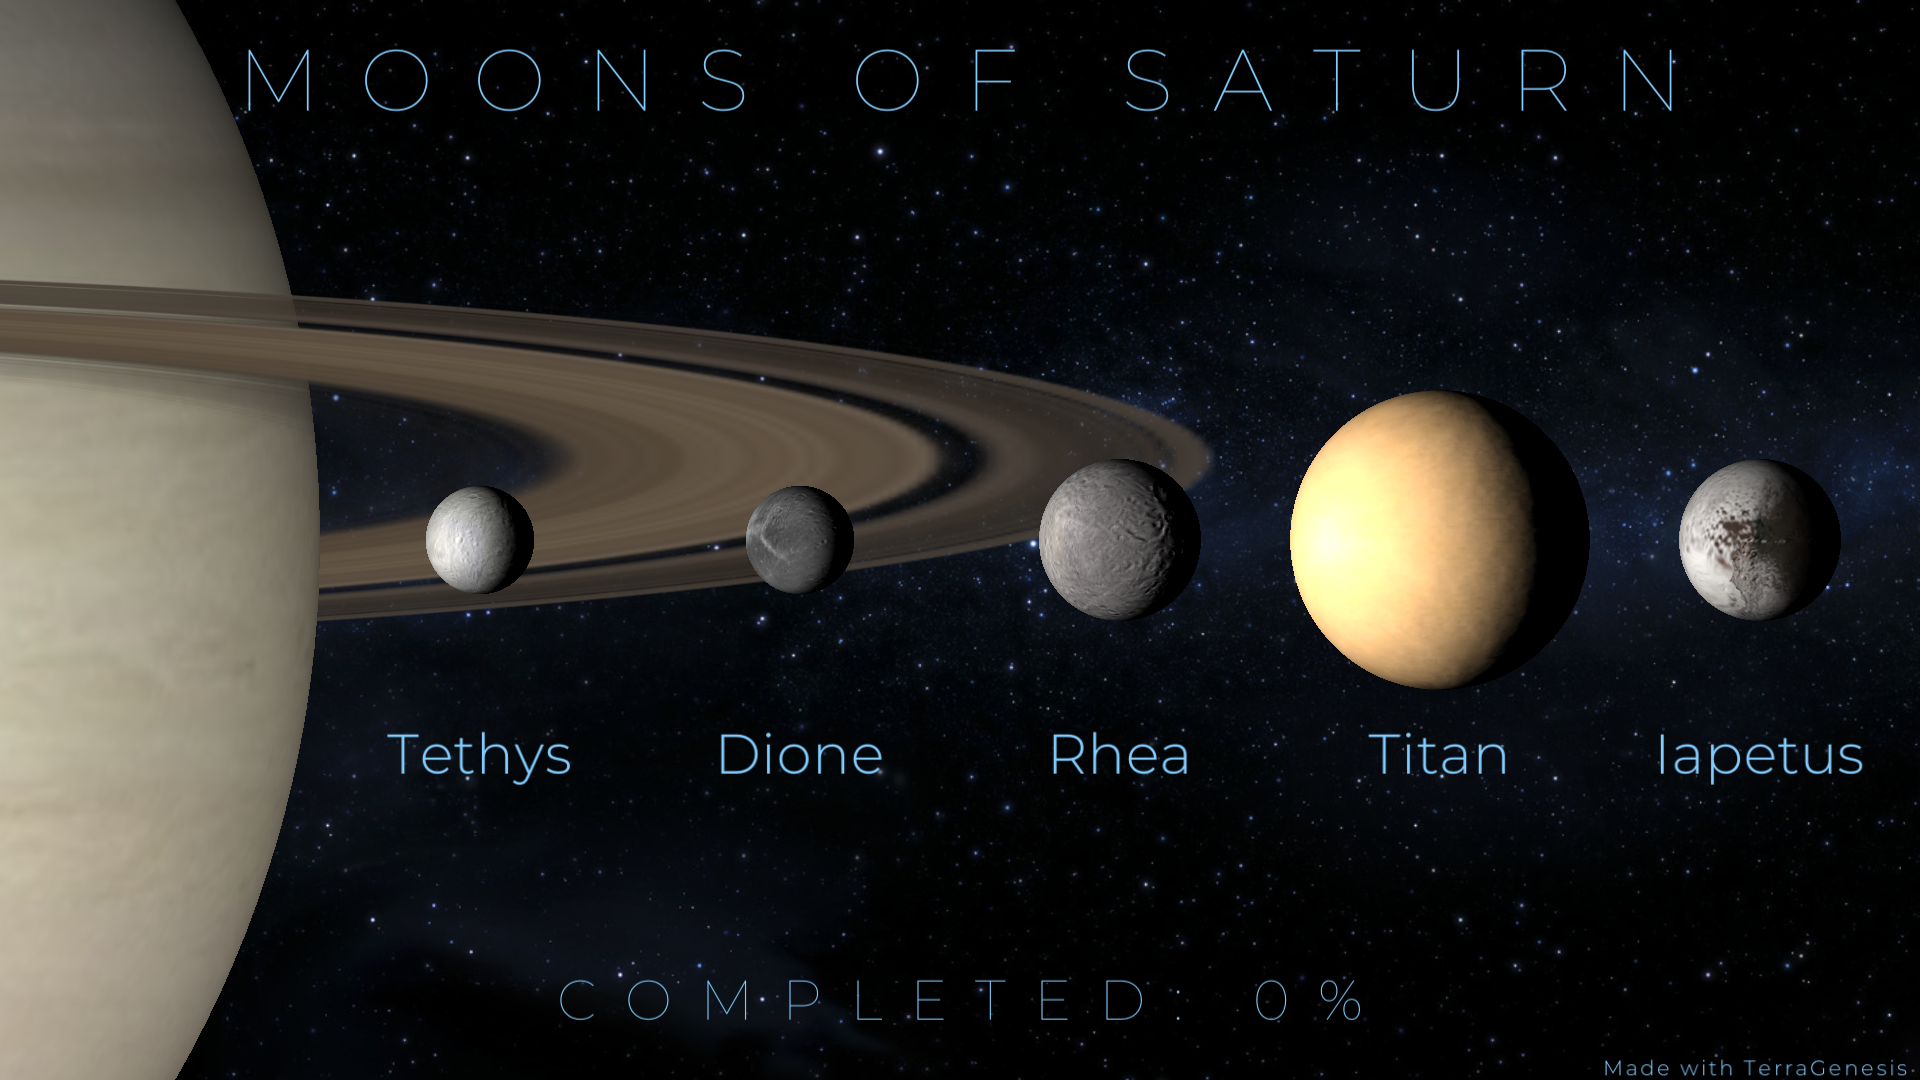 MOONS OF SATURN
Tethys Dione Rhea Titan Iapetus
COMPLETED: 0%
Made with TerraGenesis